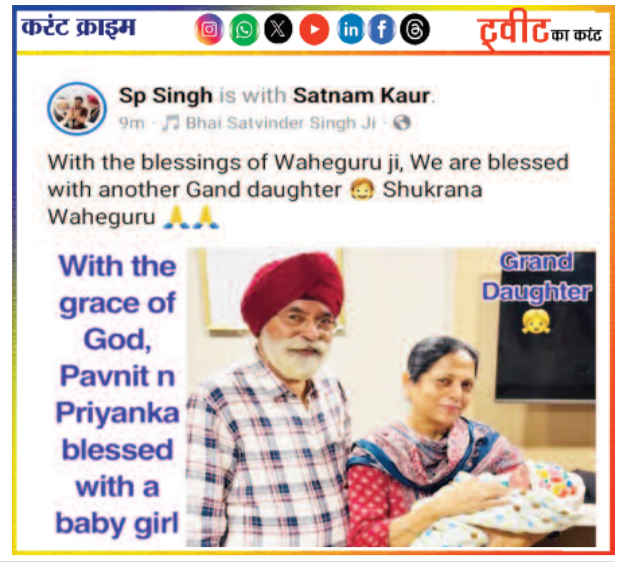 करंट क्राइम
ट्वीट का करंट
Sp Singh is with Satnam Kaur.
9m · Bhai Satvinder Singh Ji ·
With the blessings of Waheguru ji, We are blessed
with another Gand daughter 🧒 Shukrana
Waheguru 🙏🙏
With the
grace of
God,
Pavnit n
Priyanka
blessed
with a
baby girl
Grand
Daughter
👧